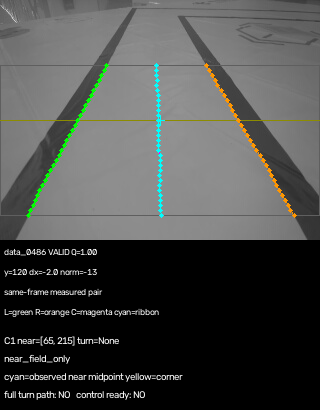 data_0486 VALID Q=1.00
y=120 dx=-2.0 norm=-13
same-frame measured pair
L=green R=orange C=magenta cyan=ribbon
C1 near=[65, 215] turn=None
near_field_only
cyan=observed near midpoint yellow=corner
full turn path: NO control ready: NO